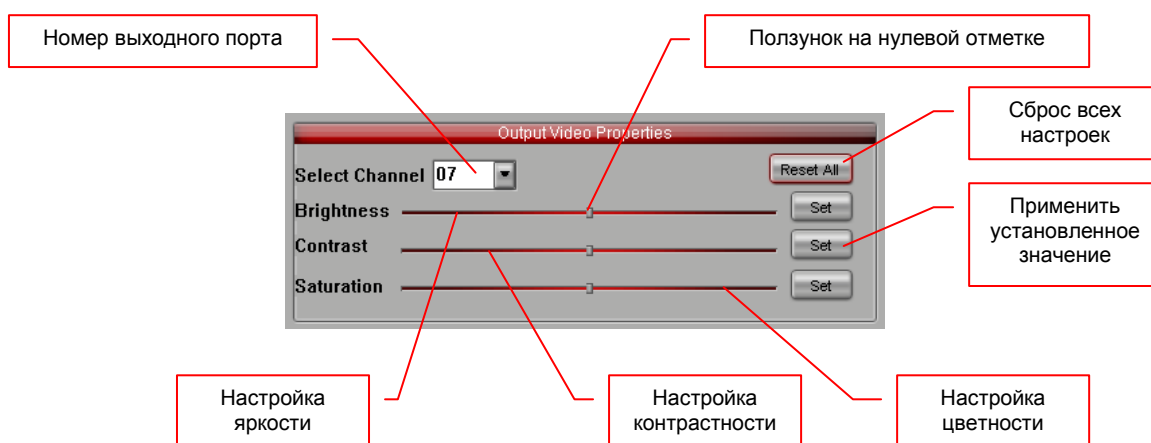 Номер выходного порта
Ползунок на нулевой отметке
Сброс всех
настроек
Output Video Properties
Select Channel 07
Reset All
Brightness
Set
Применить
установленное
значение
Contrast
Set
Saturation
Set
Настройка
яркости
Настройка
контрастности
Настройка
цветности